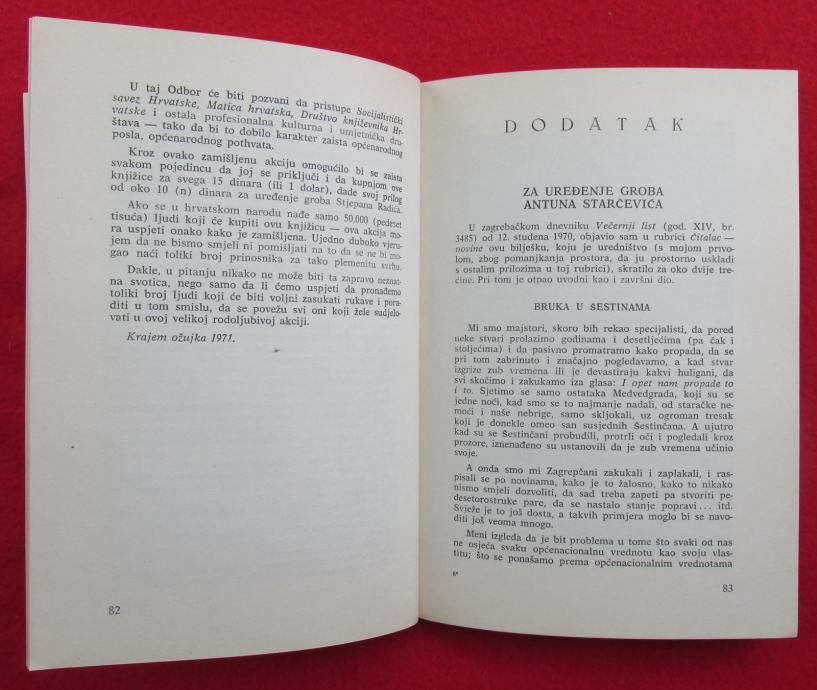 U taj Odbor će biti pozvani da pristupe Socijalistički
savez Hrvatske, Matica hrvatska, Društvo književnika Hr-
vatske i ostala profesionalna kulturna i umjetnička dru-
štava — tako da bi to dobilo karakter zaista općenarodnog
posla, općenarodnog pothvata.
Kroz ovako zamišljenu akciju omogućilo bi se zaista
svakom pojedincu da joj se priključi i da kupnjom ove
knjižice za svega 15 dinara (ili 1 dolar), dade svoj prilog
od oko 10 (n) dinara za uređenje groba Stjepana Radića.
Ako se u hrvatskom narodu nađe samo 50.000 (pedeset
tisuća) ljudi koji će kupiti ovu knjižicu — ova akcija mo-
ra uspjeti onako kako je zamišljena. Ujedno duboko vjeru-
jem da ne bismo smjeli ni pomišljati na to da se ne bi mo-
gao naći toliki broj prinosnika za tako plemenitu svrhu.
Dakle, u pitanju nikako ne može biti ta zapravo neznat-
na svotica, nego samo da li ćemo uspjeti da pronađemo
toliki broj ljudi koji će biti voljni zasukati rukave i pora-
diti u tom smislu, da se povežu svi oni koji žele sudjelo-
vati u ovoj velikoj rodoljubivoj akciji.
Krajem ožujka 1971.
82
DODATAK
ZA UREĐENJE GROBA
ANTUNA STARČEVIĆA
U zagrebačkom dnevniku Večernji list (god. XIV, br.
3485) od 12. studena 1970, objavio sam u rubrici Čitalac —
novine ovu bilješku, koju je uredništvo (s mojom privo-
lom, zbog pomanjkanja prostora, da ju prostorno uskladi
s ostalim prilozima u toj rubrici), skratilo za oko dvije tre-
ćine. Pri tom je otpao uvodni kao i završni dio.
BRUKA U ŠESTINAMA
Mi smo majstori, skoro bih rekao specijalisti, da pored
neke stvari prolazimo godinama i desetljećima (pa čak i
stoljećima) i da pasivno promatramo kako propada, da se
pri tom zabrinuto i značajno pogledavamo, a kad stvar
izgrize zub vremena ili je devastiraju kakvi huligani, da
svi skočimo i zakukamo iza glasa: I opet nam propade to
i to. Sjetimo se samo ostataka Medvedgrada, koji su se
jedne noći, kad smo se to najmanje nadali, od staračke ne-
moći i naše nebrige, samo skljokali, uz ogroman tresak
koji je donekle omeo san susjednih Šestinčana. A ujutro
kad su se Šestinčani probudili, protrli oči i pogledali kroz
prozore, iznenađeno su ustanovili da je zub vremena učinio
svoje.
A onda smo mi Zagrepčani zakukali i zaplakali, i ras-
pisali se po novinama, kako je to žalosno, kako to nikako
nismo smjeli dozvoliti, da sad treba zapeti pa stvoriti pe-
desetorostruke pare, da se nastalo stanje popravi... itd.
Svježe je to još dosta, a takvih primjera moglo bi se navo-
diti još veoma mnogo.
Meni izgleda da je bit problema u tome što svaki od nas
ne osjeća svaku općenacionalnu vrednotu kao svoju vlas-
titu; što se ponašamo prema općenacionalnim vrednotama
6*
83